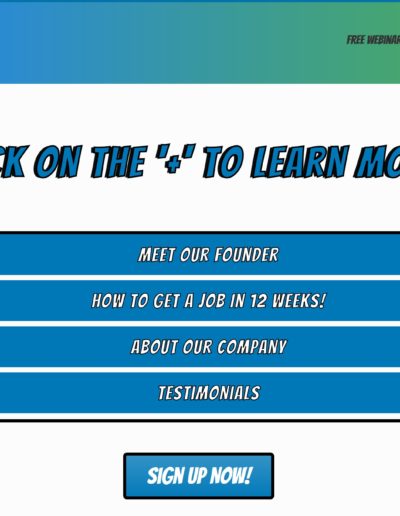 FREE WEBINAR
CK ON THE '+' TO LEARN MO
MEET OUR FOUNDER
HOW TO GET A JOB IN 12 WEEKS!
ABOUT OUR COMPANY
TESTIMONIALS
SIGN UP NOW!